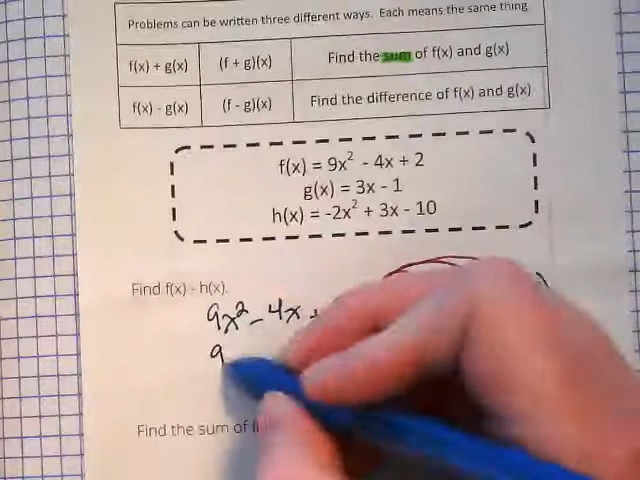 Problems can be written three different ways. Each means the same thing
f(x) + g(x) (f + g)(x) Find the sum of f(x) and g(x)
f(x) - g(x) (f - g)(x) Find the difference of f(x) and g(x)
f(x) = 9x² - 4x + 2
g(x) = 3x - 1
h(x) = -2x² + 3x - 10
Find f(x) - h(x).
9x² - 4x +
9
Find the sum of